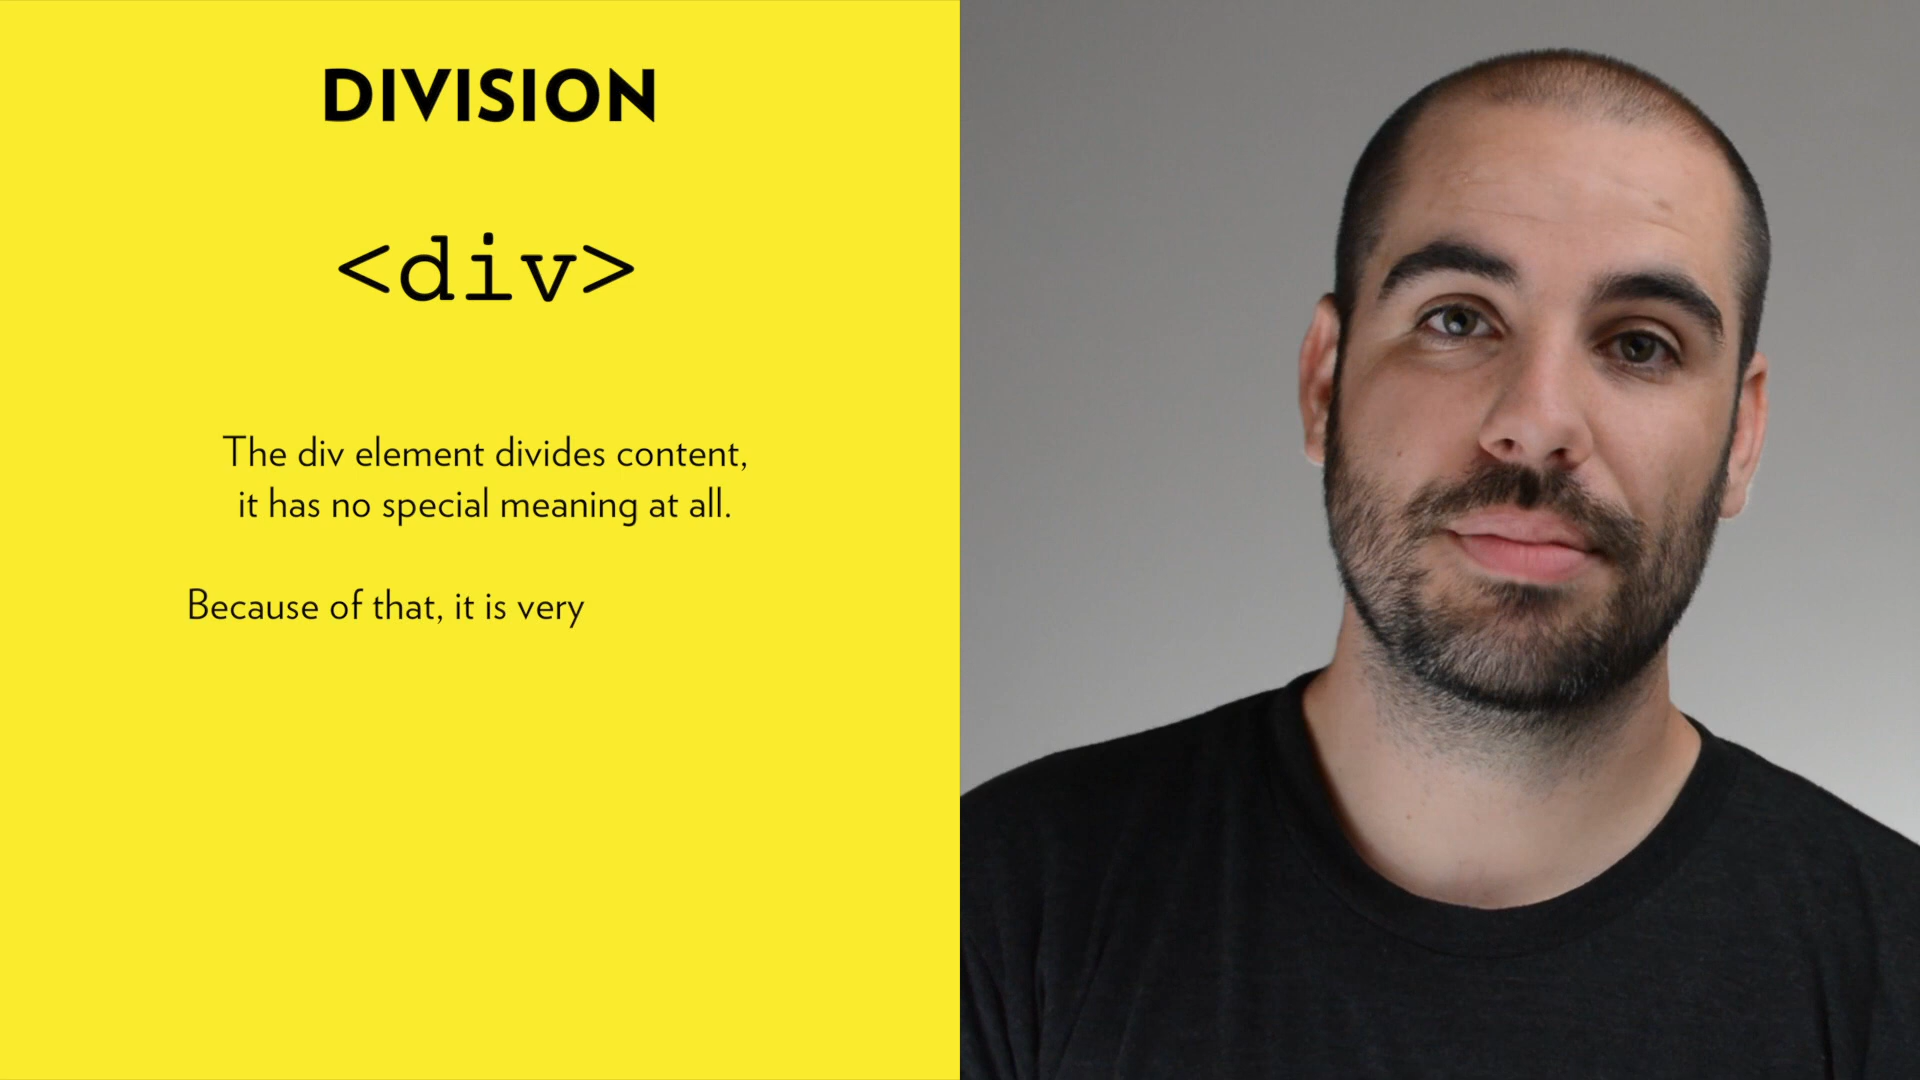 DIVISION
<div>
The div element divides content,
it has no special meaning at all.
Because of that, it is very